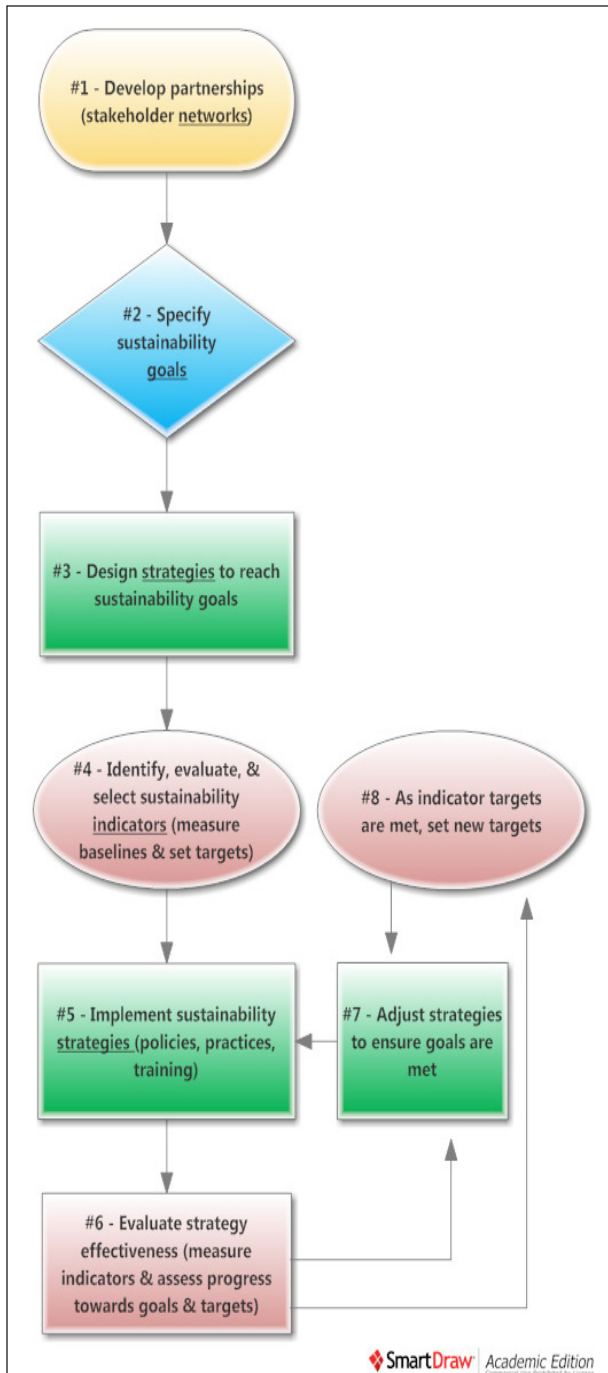 #1 - Develop partnerships
(stakeholder networks)
#2 - Specify
sustainability
goals
#3 - Design strategies to reach
sustainability goals
#4 - Identify, evaluate, &
select sustainability
indicators (measure
baselines & set targets)
#8 - As indicator targets
are met, set new targets
#5 - Implement sustainability
strategies (policies, practices,
training)
#7 - Adjust strategies
to ensure goals are
met
#6 - Evaluate strategy
effectiveness (measure
indicators & assess progress
towards goals & targets)
SmartDraw Academic Edition